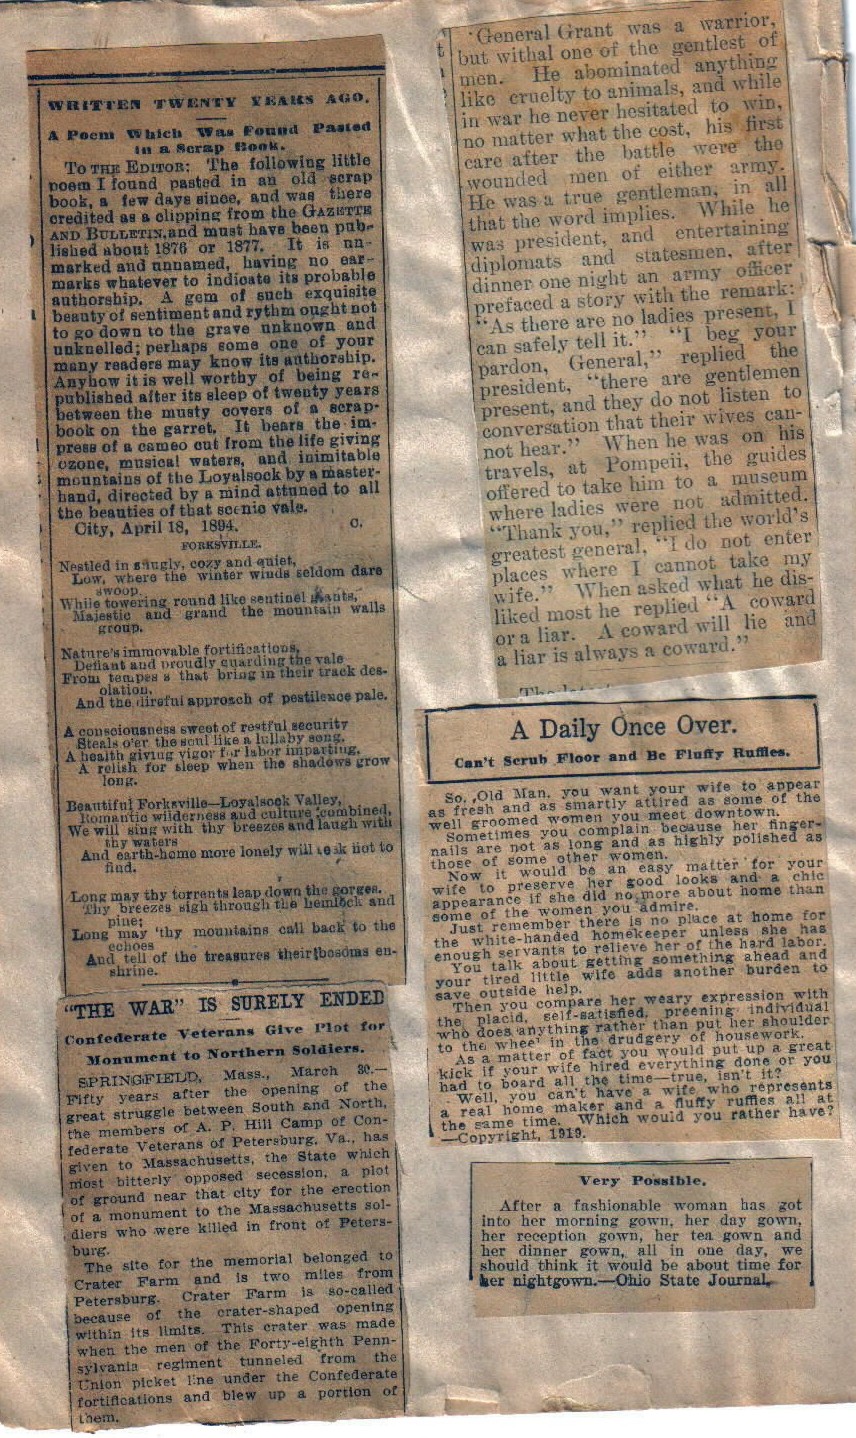 WRITTEN TWENTY YEARS AGO.
A Poem Which Was Found Pasted
in a Scrap Book.
TO THE EDITOR: The following little
poem I found pasted in an old scrap
book, a few days since, and was there
credited as a clipping from the GAZETTE
AND BULLETIN, and must have been pub-
lished about 1876 or 1877. It is un-
marked and unnamed, having no ear-
marks whatever to indicate its probable
authorship. A gem of such exquisite
beauty of sentiment and rythm ought not
to go down to the grave unknown and
unknelled; perhaps some one of your
many readers may know its authorship.
Anyhow it is well worthy of being re-
published after its sleep of twenty years
between the musty covers of a scrap-
book on the garret. It bears the im-
press of a cameo cut from the life giving
ozone, musical waters, and inimitable
mountains of the Loyalsock by a master-
hand, directed by a mind attuned to all
the beauties of that scenic vale.
City, April 18, 1894. C.
FORKSVILLE.
Nestled in snugly, cozy and quiet,
Low, where the winter winds seldom dare
swoop.
While towering round like sentinel giants,
Majestic and grand the mountain walls
group.
Nature's immovable fortifications,
Defiant and proudly guarding the vale
From tempes s that bring in their track des-
olation,
And the direful approach of pestilence pale.
A consciousness sweet of restful security
Steals o'er the soul like a lullaby song.
A health giving vigor for labor imparting,
A relish for sleep when the shadows grow
long.
Beautiful Forksville—Loyalsock Valley,
Romantic wilderness and culture combined,
We will sing with thy breezes and laugh with
thy waters
And earth-home more lonely will seek not to
find.
Long may thy torrents leap down the gorges.
Thy breezes sigh through the hemlock and
pine;
Long may thy mountains call back to the
echoes
And tell of the treasures their bosoms en-
shrine.
"THE WAR" IS SURELY ENDED
Confederate Veterans Give Plot for
Monument to Northern Soldiers.
SPRINGFIELD, Mass., March 30.—
Fifty years after the opening of the
great struggle between South and North,
the members of A. P. Hill Camp of Con-
federate Veterans of Petersburg, Va., has
given to Massachusetts, the State which
most bitterly opposed secession, a plot
of ground near that city for the erection
of a monument to the Massachusetts sol-
diers who were killed in front of Peters-
burg.
The site for the memorial belonged to
Crater Farm and is two miles from
Petersburg. Crater Farm is so-called
because of the crater-shaped opening
within its limits. This crater was made
when the men of the Forty-eighth Penn-
sylvania regiment tunneled from the
Union picket line under the Confederate
fortifications and blew up a portion of
them.
General Grant was a warrior,
but withal one of the gentlest of
men. He abominated anything
like cruelty to animals, and while
in war he never hesitated to win,
no matter what the cost, his first
care after the battle were the
wounded men of either army.
He was a true gentleman, in all
that the word implies. While he
was president, and entertaining
diplomats and statesmen, after
dinner one night an army officer
prefaced a story with the remark:
"As there are no ladies present, I
can safely tell it." "I beg your
pardon, General," replied the
president, "there are gentlemen
present, and they do not listen to
conversation that their wives can-
not hear." When he was on his
travels, at Pompeii, the guides
offered to take him to a museum
where ladies were not admitted.
"Thank you," replied the world's
greatest general, "I do not enter
places where I cannot take my
wife." When asked what he dis-
liked most he replied "A coward
or a liar. A coward will lie and
a liar is always a coward."
A Daily Once Over.
Can't Scrub Floor and Be Fluffy Ruffles.
So, Old Man, you want your wife to appear
as fresh and as smartly attired as some of the
well groomed women you meet downtown.
Sometimes you complain because her finger-
nails are not as long and as highly polished as
those of some other women.
Now it would be an easy matter for your
wife to preserve her good looks and a chic
appearance if she did no more about home than
some of the women you admire.
Just remember there is no place at home for
the white-handed homekeeper unless she has
enough servants to relieve her of the hard labor.
You talk about getting something ahead and
your tired little wife adds another burden to
save outside help.
Then you compare her weary expression with
the placid, self-satisfied, preening individual
who does anything rather than put her shoulder
to the wheel in the drudgery of housework.
As a matter of fact you would put up a great
kick if your wife hired everything done or you
had to board all the time—true, isn't it?
Well, you can't have a wife who represents
a real home maker and a fluffy ruffles all at
the same time. Which would you rather have?
—Copyright, 1919.
Very Possible.
After a fashionable woman has got
into her morning gown, her day gown,
her reception gown, her tea gown and
her dinner gown, all in one day, we
should think it would be about time for
her nightgown.—Ohio State Journal.